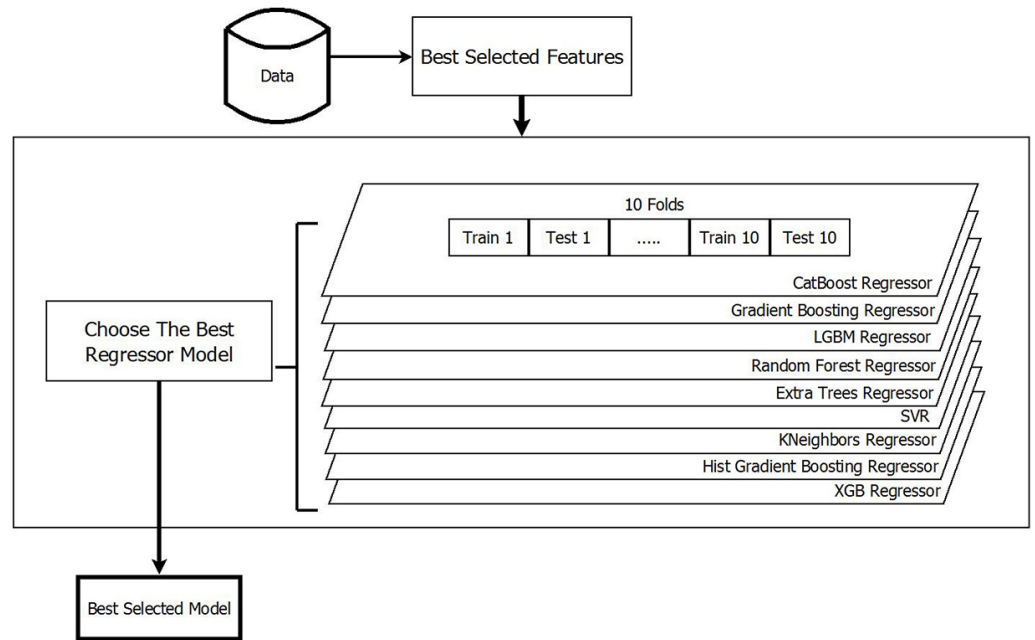 Data
Best Selected Features
10 Folds
Train 1
Test 1
.....
Train 10
Test 10
CatBoost Regressor
Gradient Boosting Regressor
LGBM Regressor
Random Forest Regressor
Extra Trees Regressor
SVR
KNeighbors Regressor
Hist Gradient Boosting Regressor
XGB Regressor
Choose The Best
Regressor Model
Best Selected Model